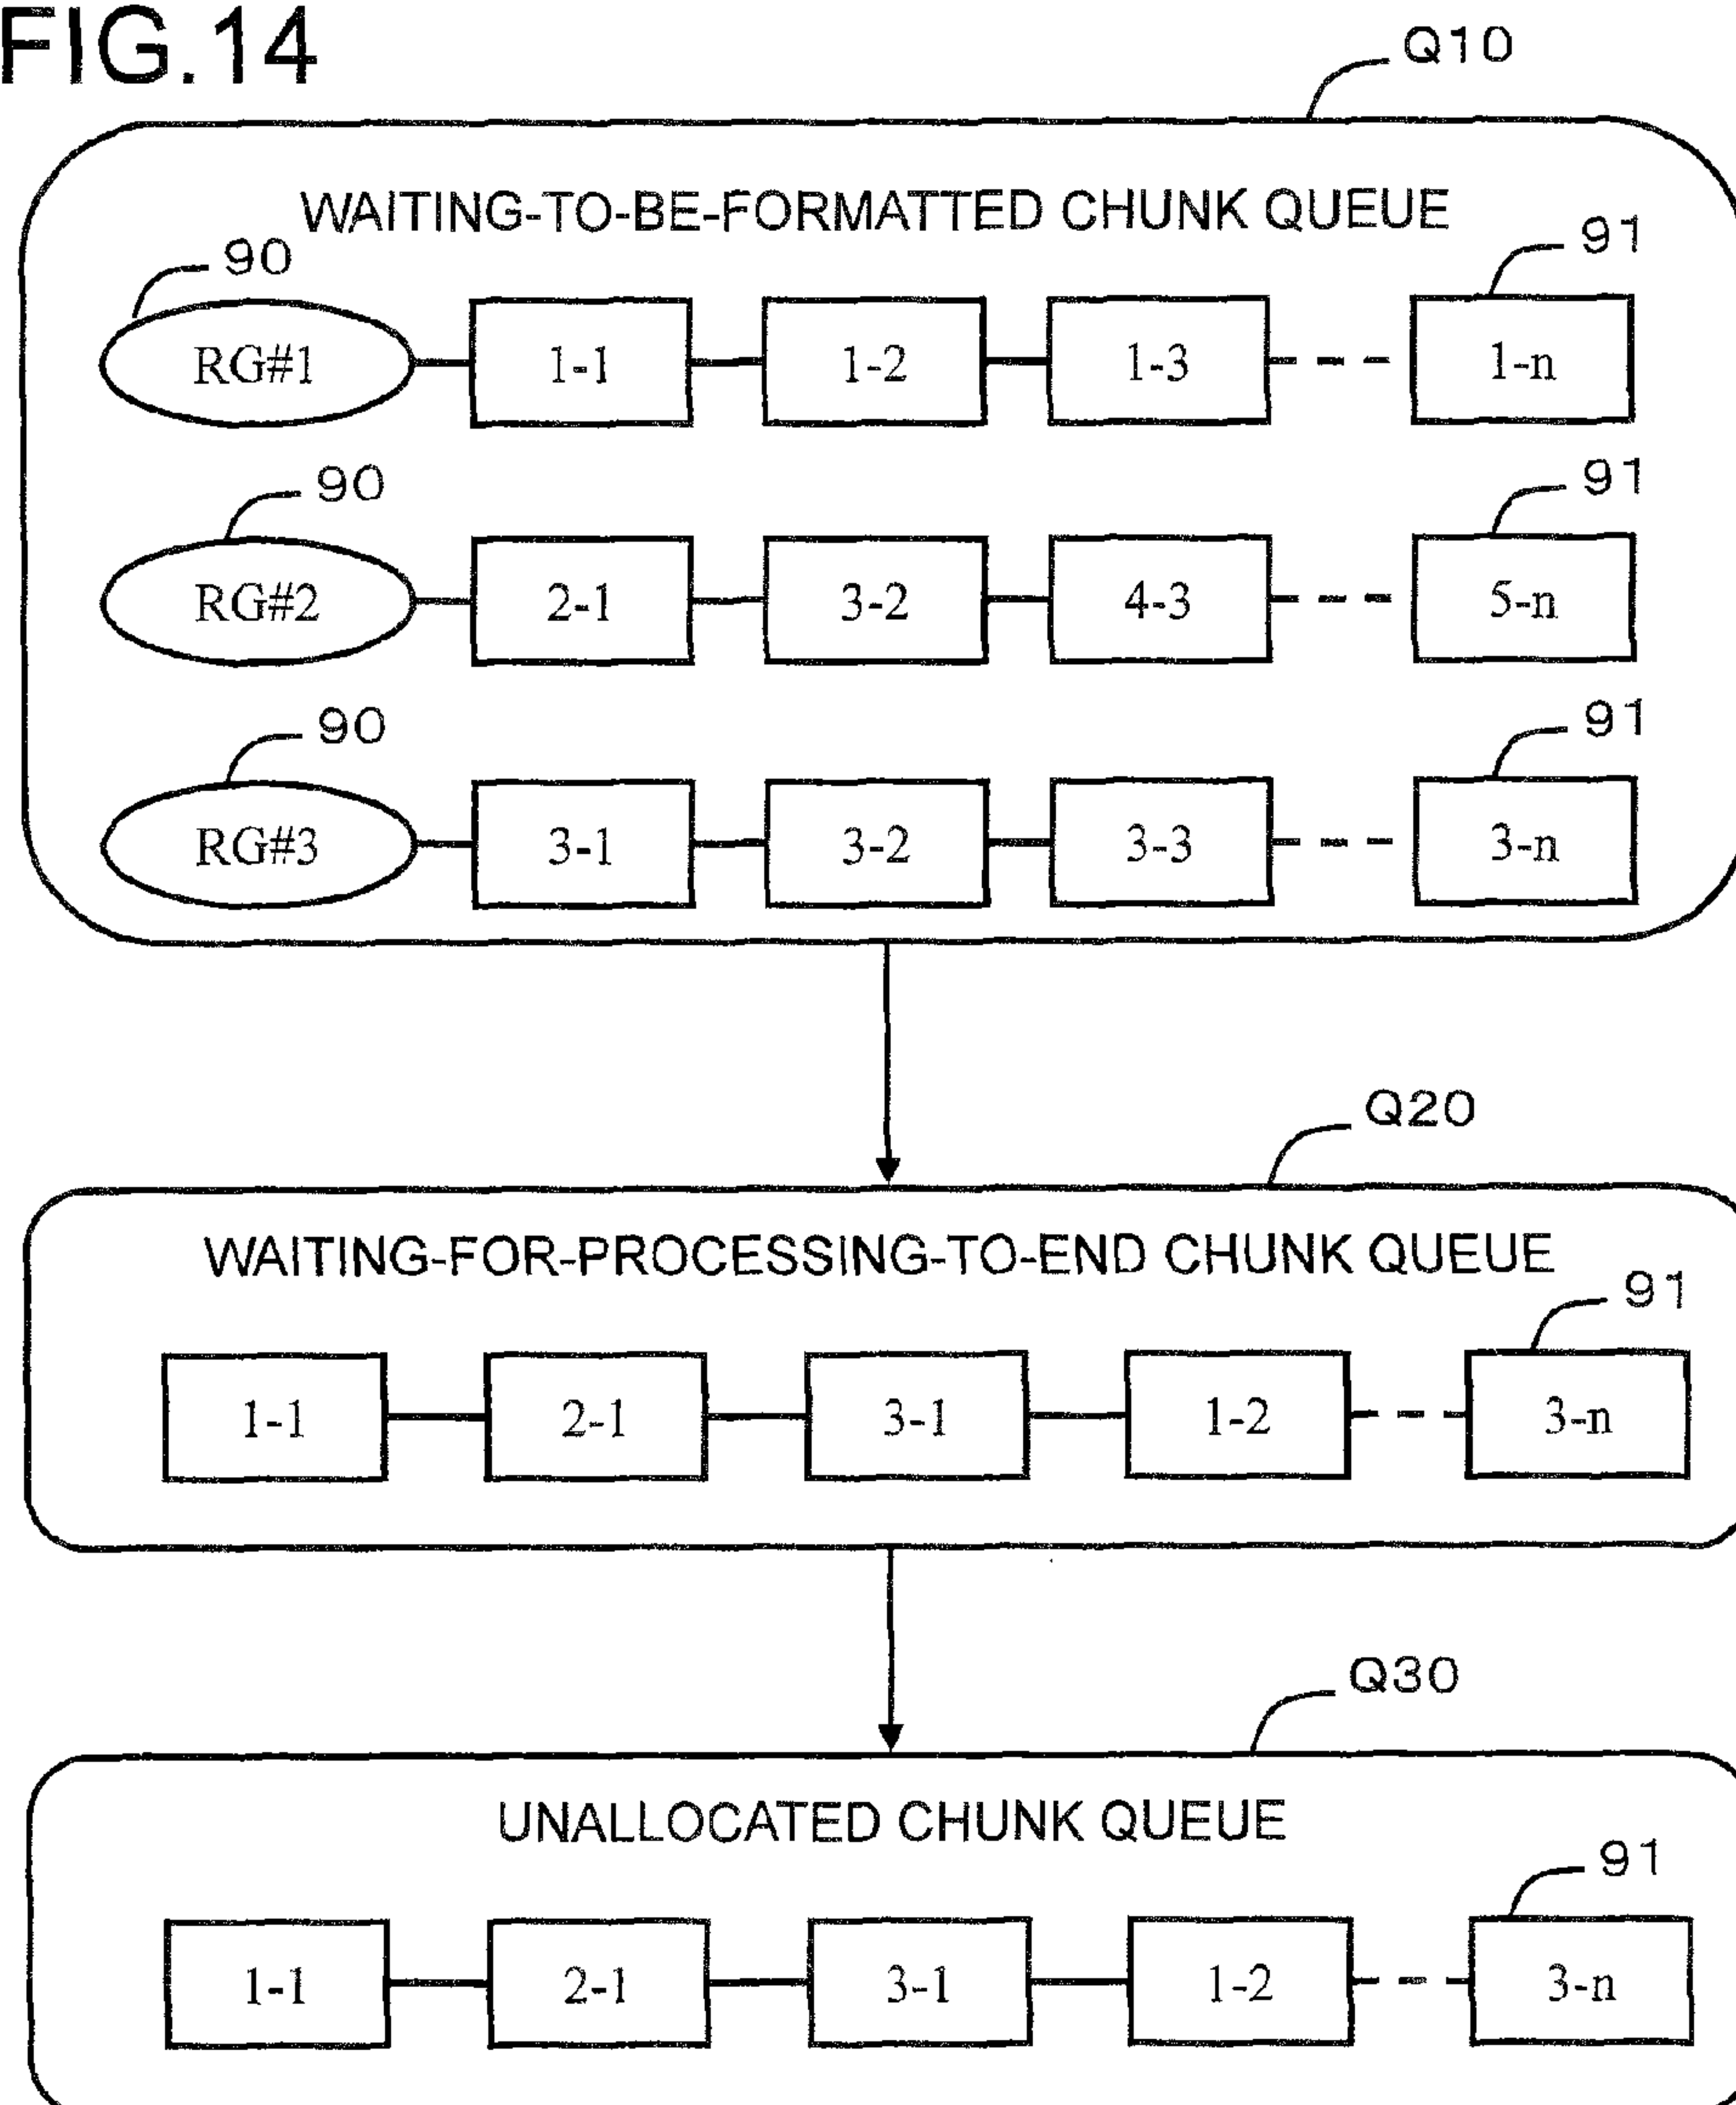 FIG.14
Q10
WAITING-TO-BE-FORMATTED CHUNK QUEUE
90
91
RG#1 1-1 1-2 1-3 1-n
90
91
RG#2 2-1 3-2 4-3 5-n
90
91
RG#3 3-1 3-2 3-3 3-n
Q20
WAITING-FOR-PROCESSING-TO-END CHUNK QUEUE
91
1-1 2-1 3-1 1-2 3-n
Q30
UNALLOCATED CHUNK QUEUE
91
1-1 2-1 3-1 1-2 3-n